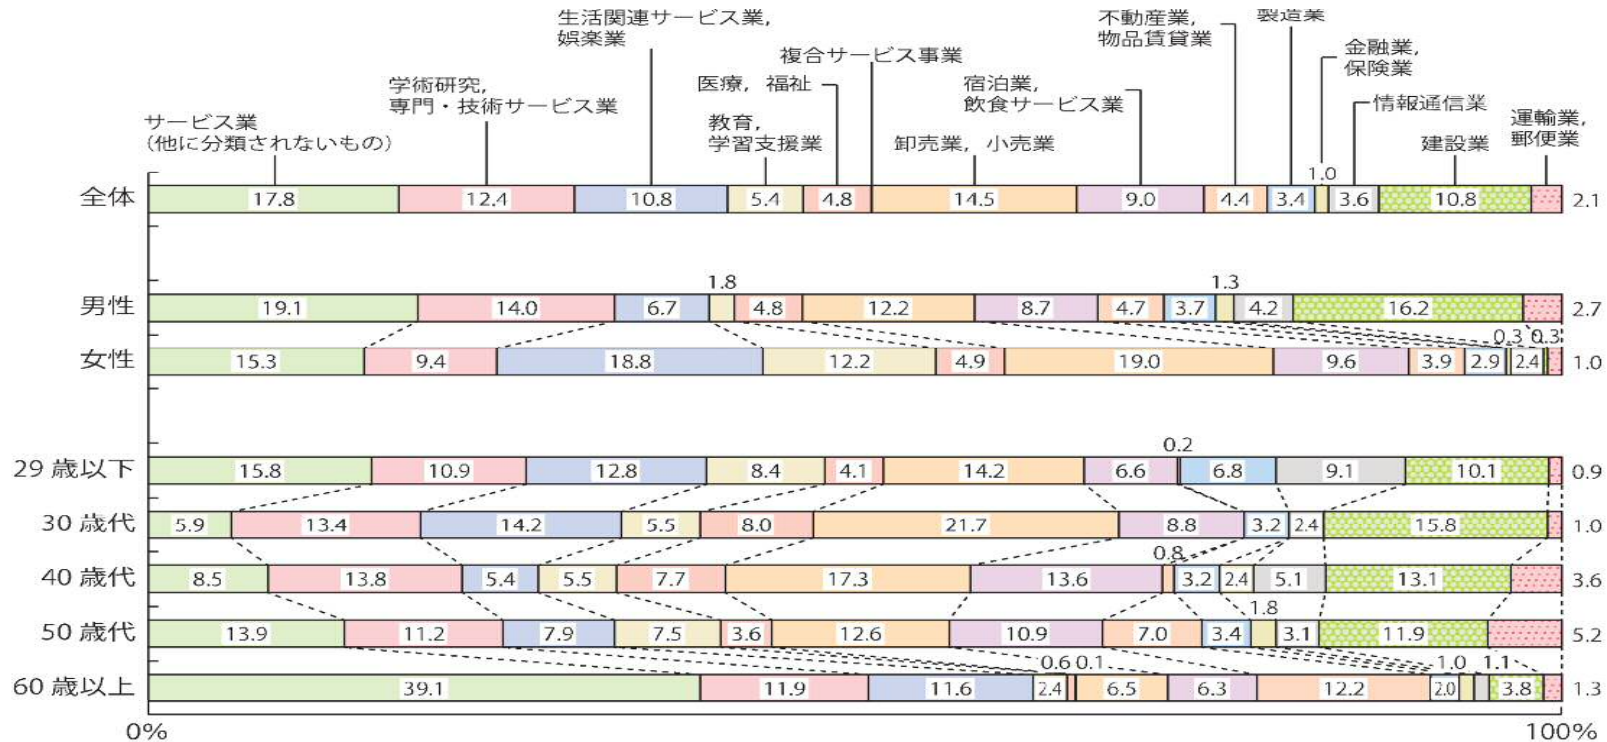 生活関連サービス業,
娯楽業
不動産業,
物品賃貸業
製造業
複合サービス事業
金融業,
保険業
学術研究,
専門・技術サービス業
医療, 福祉
宿泊業,
飲食サービス業
情報通信業
サービス業
(他に分類されないもの)
教育,
学習支援業
卸売業, 小売業
建設業
運輸業,
郵便業
1.0
全体 17.8 12.4 10.8 5.4 4.8 14.5 9.0 4.4 3.4 3.6 10.8 2.1
1.8 1.3
男性 19.1 14.0 6.7 4.8 12.2 8.7 4.7 3.7 4.2 16.2 2.7
0.3 0.3
女性 15.3 9.4 18.8 12.2 4.9 19.0 9.6 3.9 2.9 2.4 1.0
0.2
29 歳以下 15.8 10.9 12.8 8.4 4.1 14.2 6.6 6.8 9.1 10.1 0.9
30 歳代 5.9 13.4 14.2 5.5 8.0 21.7 8.8 3.2 2.4 15.8 1.0
0.8
40 歳代 8.5 13.8 5.4 5.5 7.7 17.3 13.6 3.2 2.4 5.1 13.1 3.6
1.8
50 歳代 13.9 11.2 7.9 7.5 3.6 12.6 10.9 7.0 3.4 3.1 11.9 5.2
0.6 0.1 1.0 1.1
60 歳以上 39.1 11.9 11.6 2.4 6.5 6.3 12.2 2.0 3.8 1.3
0% 100%